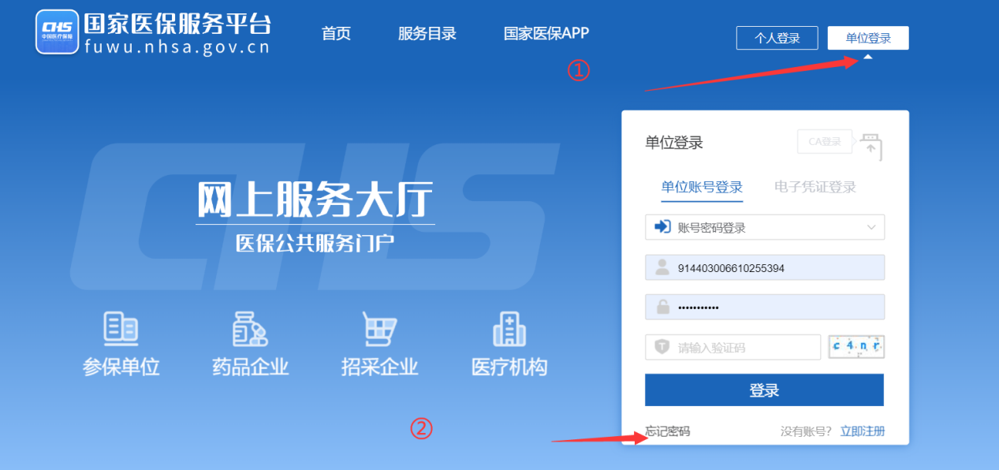 CHS
中国医疗保障
国家医保服务平台
fuwu.nhsa.gov.cn
首页
服务目录
国家医保APP
个人登录
单位登录
①
单位登录
CA登录
单位账号登录
电子凭证登录
账号密码登录
914403006610255394
•••••••••••
请输入验证码
c4nr
登录
忘记密码
没有账号?
立即注册
CHS
网上服务大厅
医保公共服务门户
参保单位
药品企业
招采企业
医疗机构
②